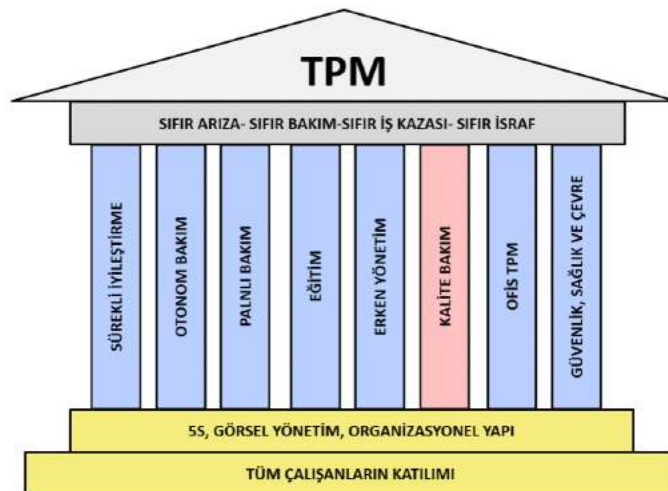 TPM
SIFIR ARIZA- SIFIR BAKIM-SIFIR İŞ KAZASI- SIFIR İSRAF
SÜREKLİ İYİLEŞTİRME
OTONOM BAKIM
PALNLI BAKIM
EĞİTİM
ERKEN YÖNETİM
KALİTE BAKIM
OFİS TPM
GÜVENLİK, SAĞLIK VE ÇEVRE
5S, GÖRSEL YÖNETİM, ORGANİZASYONEL YAPI
TÜM ÇALIŞANLARIN KATILIMI